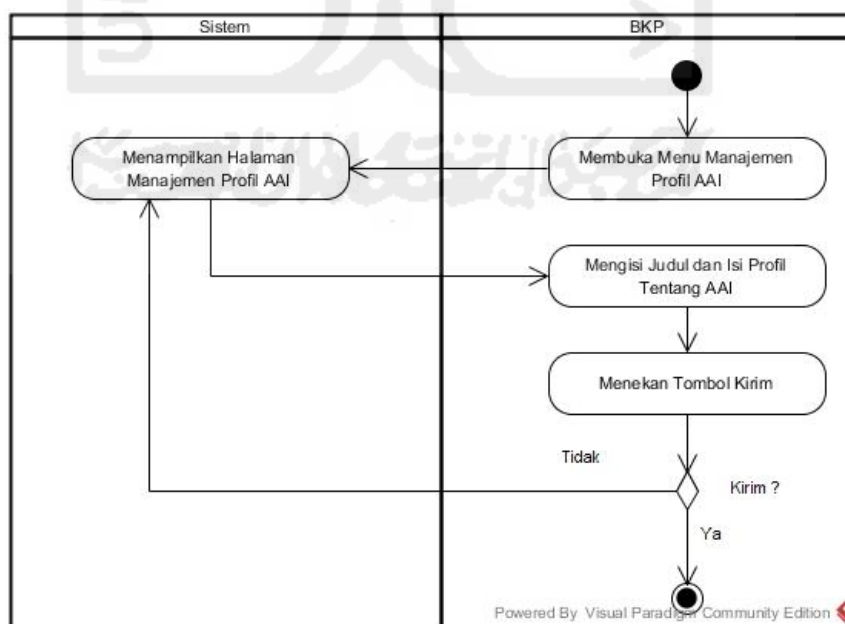 Sistem
BKP
Menampilkan Halaman
Manajemen Profil AAI
Membuka Menu Manajemen
Profil AAI
Mengisi Judul dan Isi Profil
Tentang AAI
Menekan Tombol Kirim
Tidak
Kirim ?
Ya
Powered By Visual Paradigm Community Edition